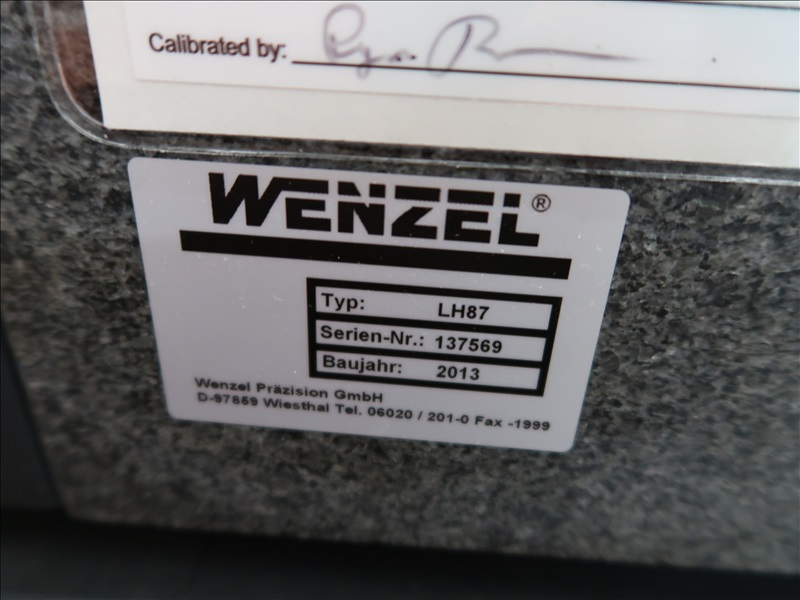 Calibrated by:
WENZEL®
Typ: LH87
Serien-Nr.: 137569
Baujahr: 2013
Wenzel Präzision GmbH
D-97859 Wiesthal Tel. 06020 / 201-0 Fax -1999